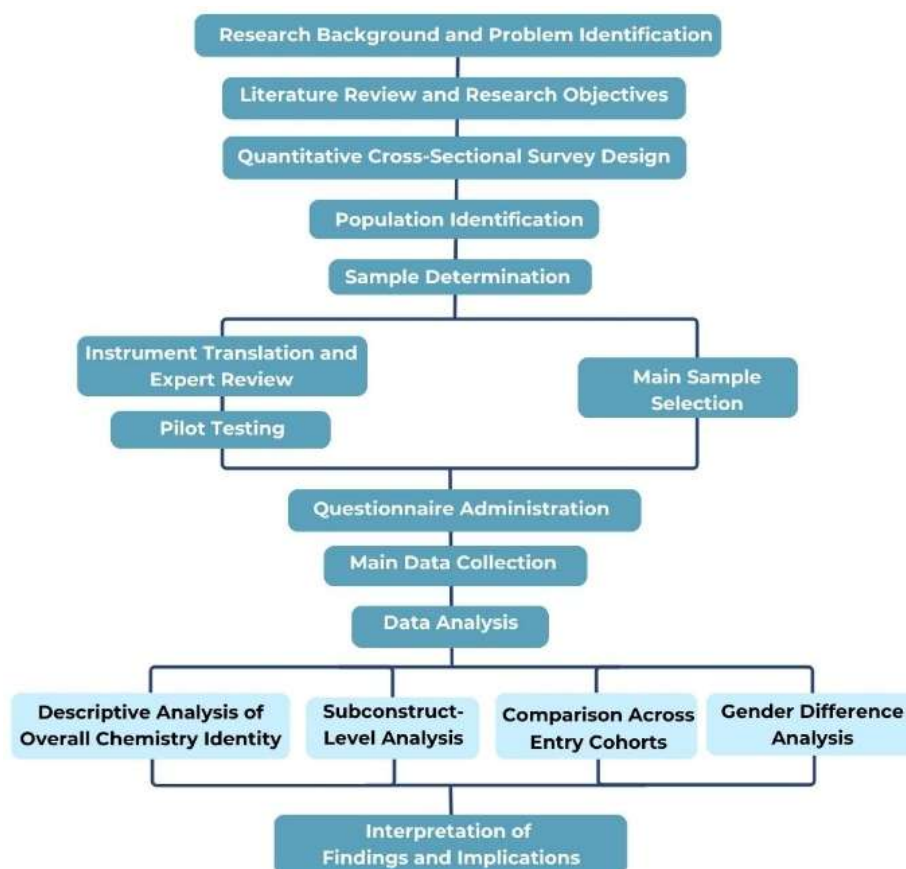 Research Background and Problem Identification
Literature Review and Research Objectives
Quantitative Cross-Sectional Survey Design
Population Identification
Sample Determination
Instrument Translation and
Expert Review
Pilot Testing
Main Sample
Selection
Questionnaire Administration
Main Data Collection
Data Analysis
Descriptive Analysis of
Overall Chemistry Identity
Subconstruct-
Level Analysis
Comparison Across
Entry Cohorts
Gender Difference
Analysis
Interpretation of
Findings and Implications